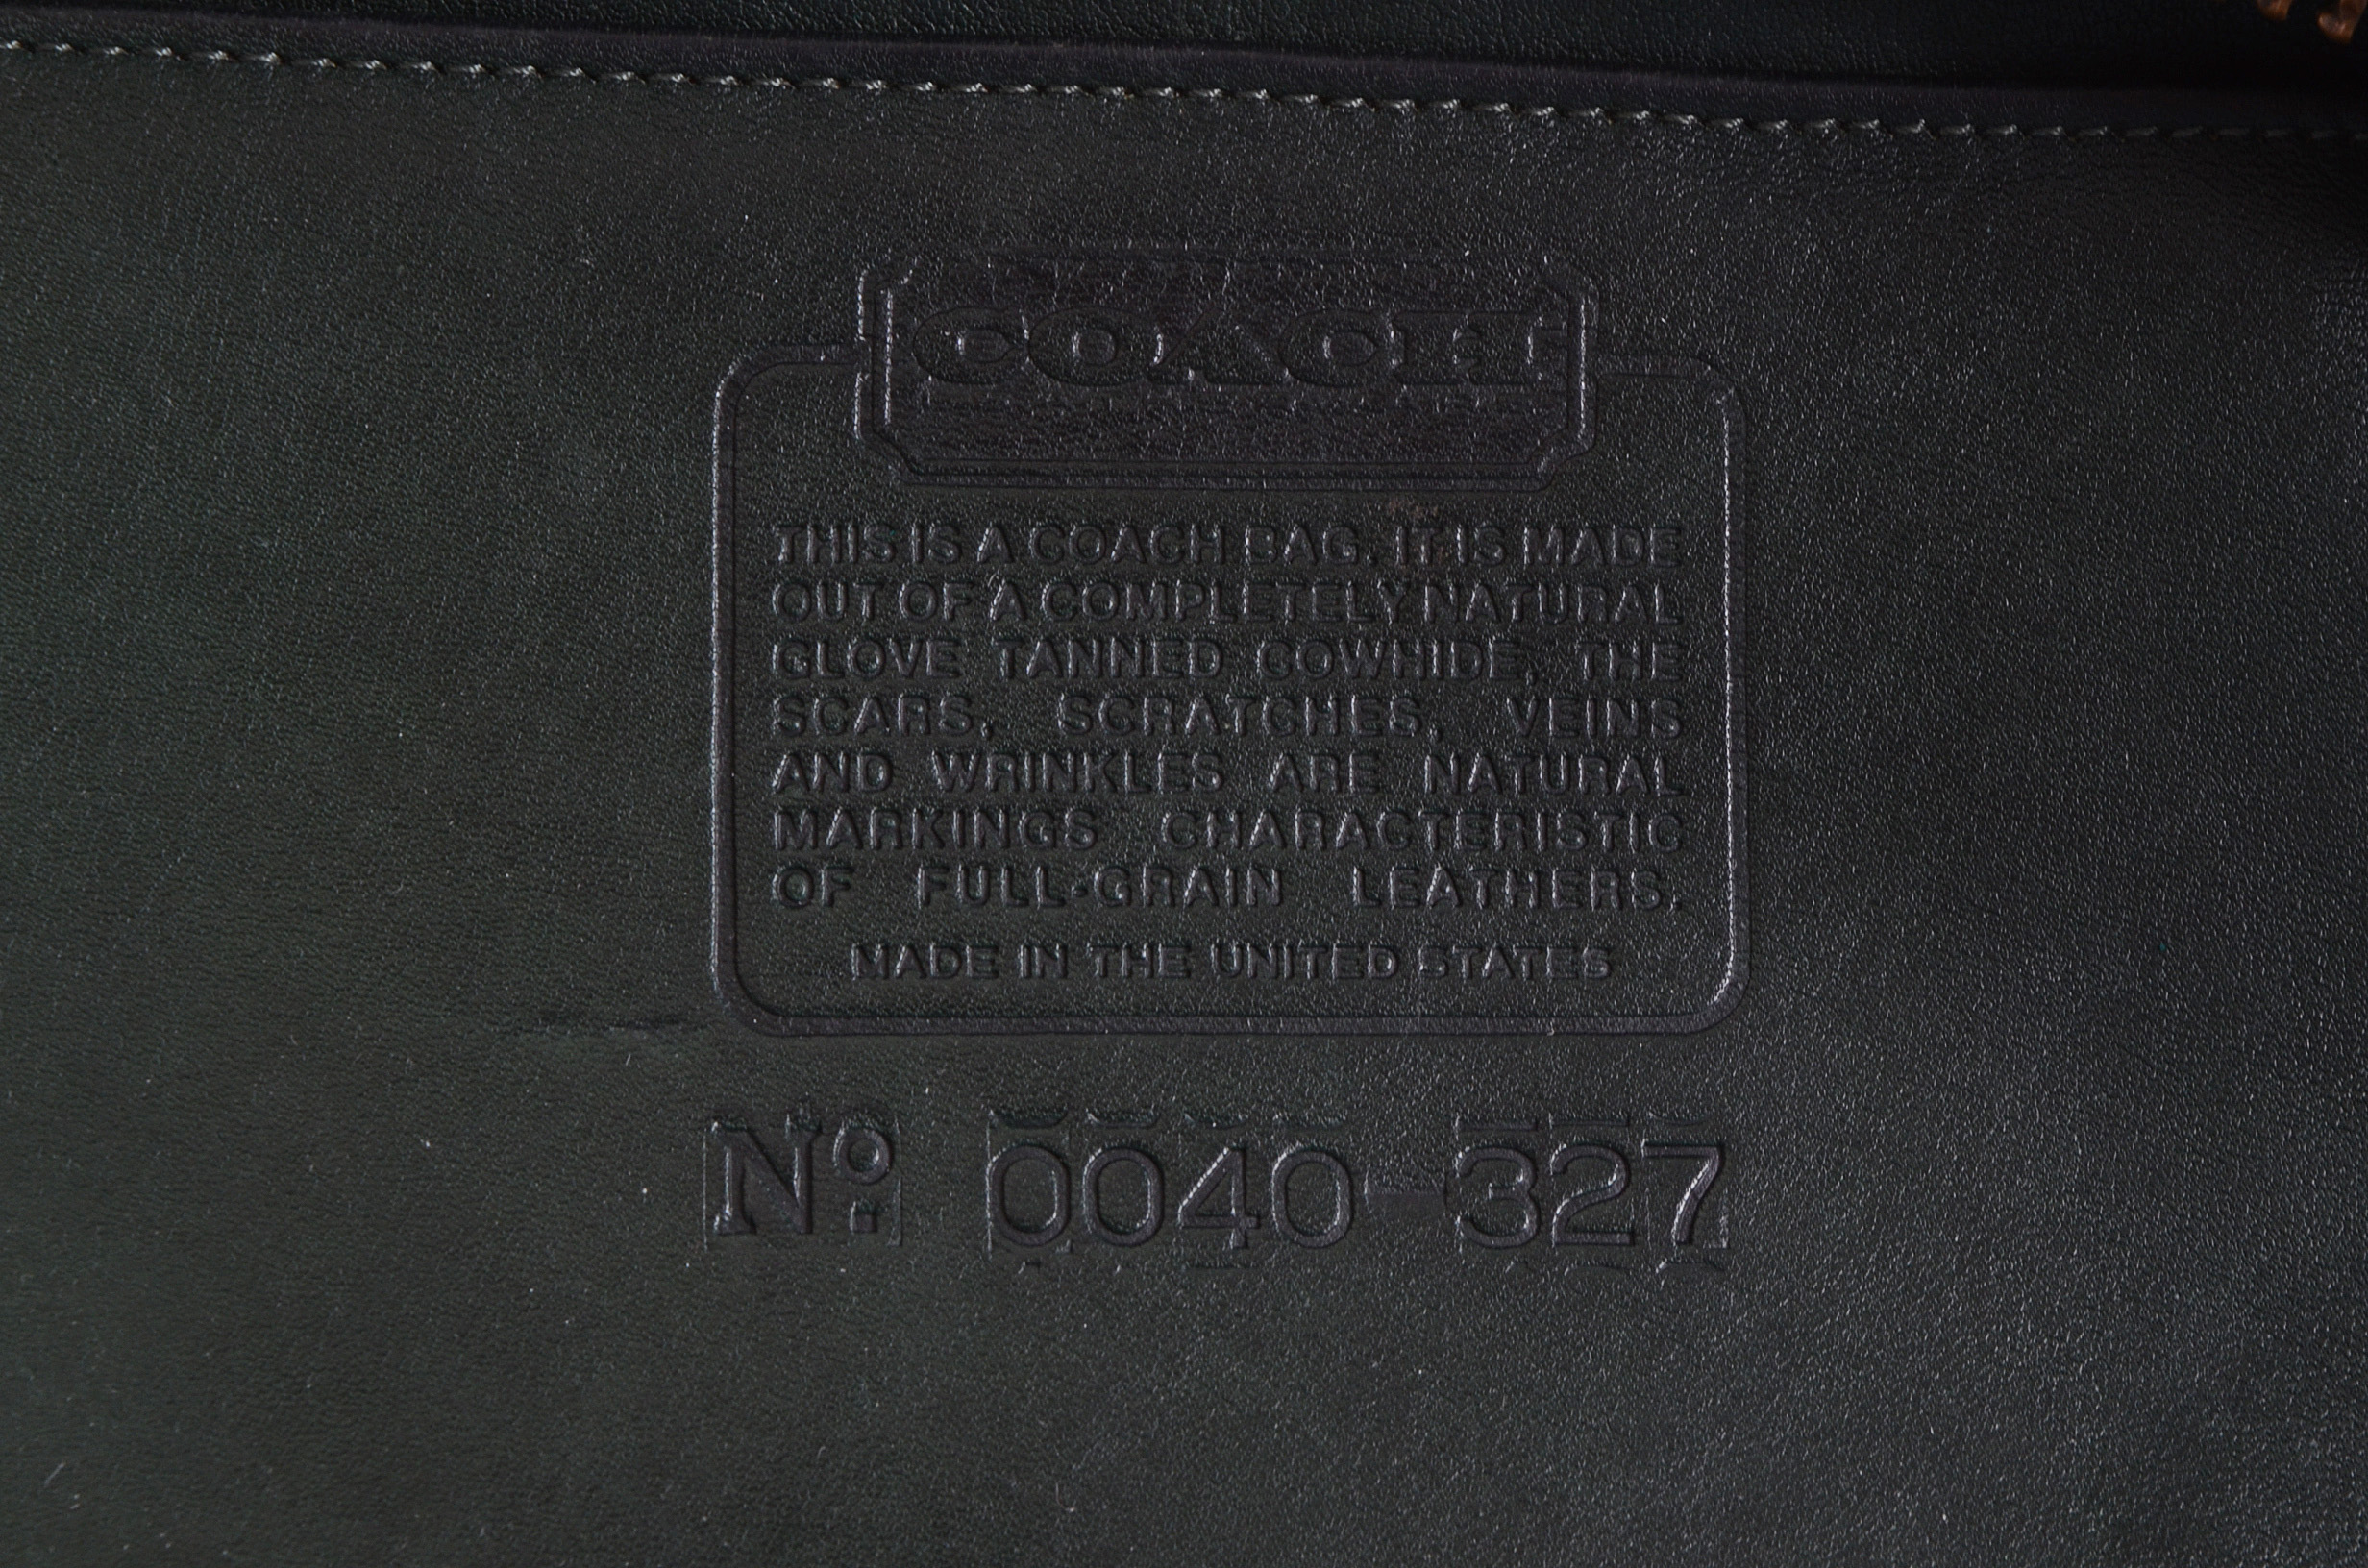 COACH
THIS IS A COACH BAG. IT IS MADE
OUT OF A COMPLETELY NATURAL
GLOVE TANNED COWHIDE, THE
SCARS, SCRATCHES, VEINS
AND WRINKLES ARE NATURAL
MARKINGS CHARACTERISTIC
OF FULL-GRAIN LEATHERS.
MADE IN THE UNITED STATES
Nº 0040-327